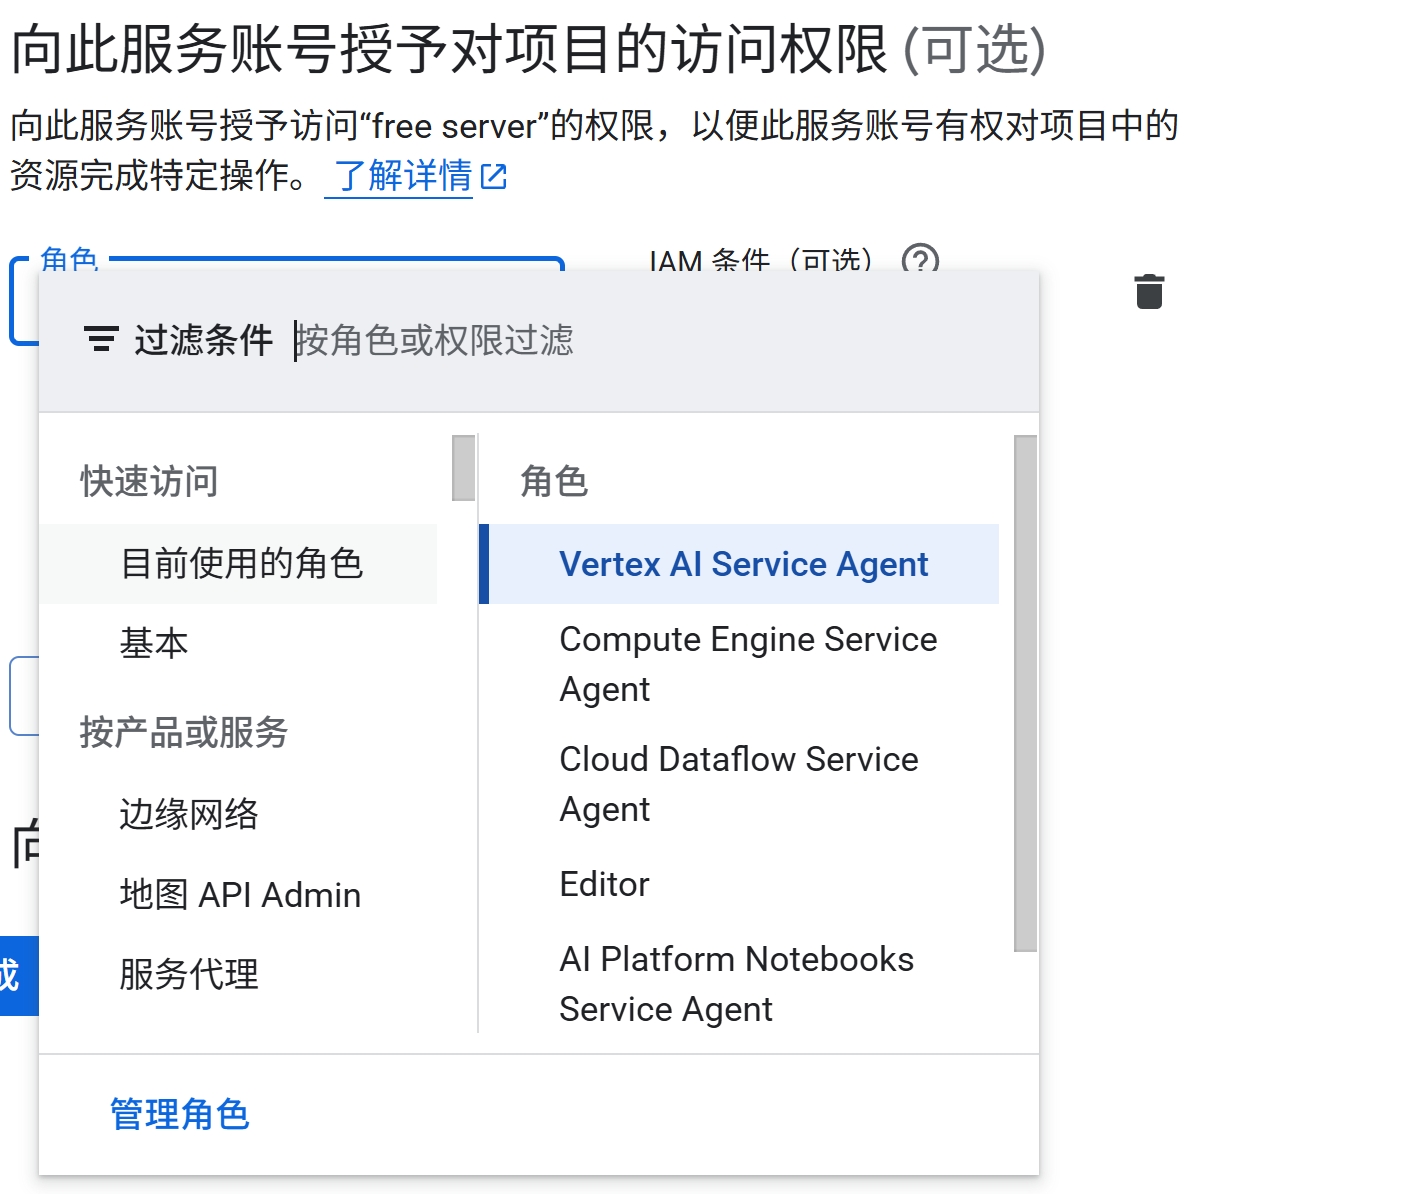 向此服务账号授予对项目的访问权限 (可选)
向此服务账号授予访问“free server”的权限，以便此服务账号有权对项目中的
资源完成特定操作。 了解详情
角色
IAM 条件（可选）
过滤条件 按角色或权限过滤
快速访问
目前使用的角色
基本
按产品或服务
边缘网络
地图 API Admin
服务代理
角色
Vertex AI Service Agent
Compute Engine Service
Agent
Cloud Dataflow Service
Agent
Editor
AI Platform Notebooks
Service Agent
向
成
管理角色